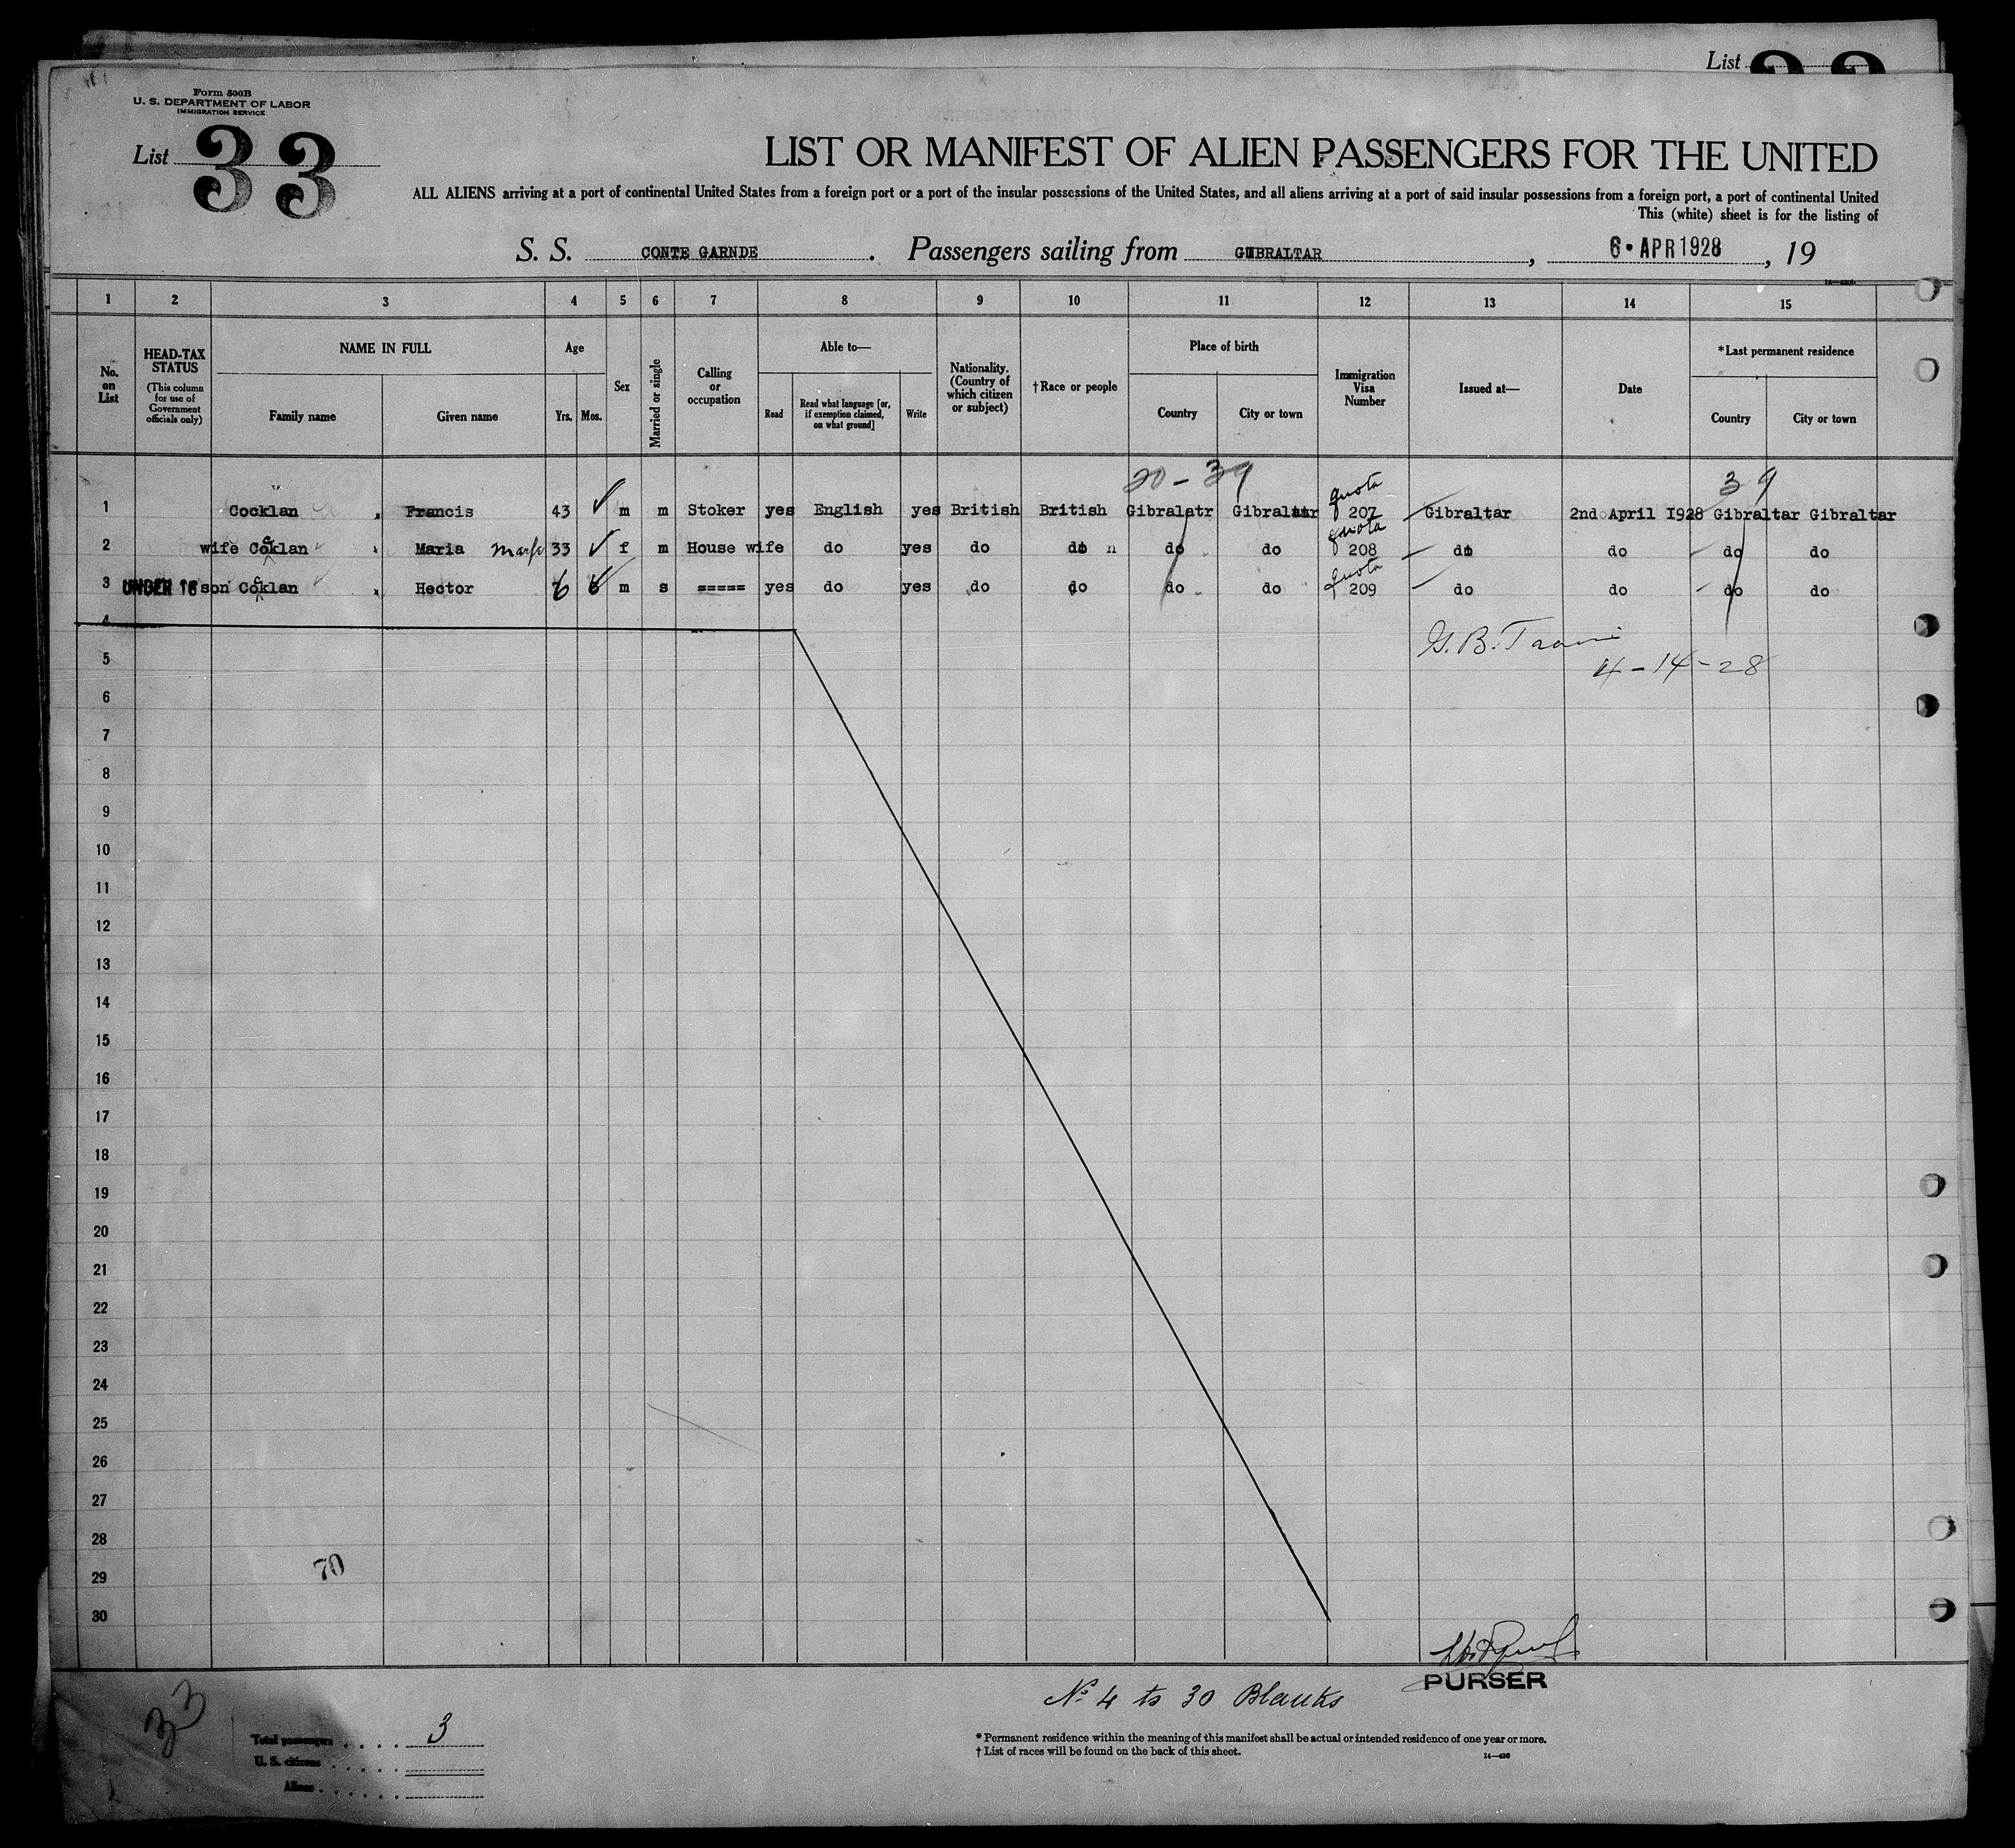 List
Form 500B
U. S. DEPARTMENT OF LABOR
IMMIGRATION SERVICE
List 33
LIST OR MANIFEST OF ALIEN PASSENGERS FOR THE UNITED
ALL ALIENS arriving at a port of continental United States from a foreign port or a port of the insular possessions of the United States, and all aliens arriving at a port of said insular possessions from a foreign port, a port of continental United
This (white) sheet is for the listing of
S. S. CONTE GARNDE . Passengers sailing from GIBRALTAR , 6 • APR 1928 , 19
1 2 3 4 5 6 7 8 9 10 11 12 13 14 15
No. on List
HEAD-TAX STATUS
(This column for use of Government officials only)
NAME IN FULL
Family name
Given name
Age
Yrs. Mos.
Sex
Married or single
Calling or occupation
Able to—
Read
Read what language [or, if exemption claimed, on what ground]
Write
Nationality. (Country of which citizen or subject)
†Race or people
Place of birth
Country
City or town
Immigration Visa Number
Issued at—
Date
*Last permanent residence
Country
City or town
20-39 quota 39
1 Cocklan Francis 43 m m Stoker yes English yes British British Gibralatr Gibraltar 207 Gibraltar 2nd April 1928 Gibraltar Gibraltar
quota
2 wife Coclan Maria 33 f m House wife do yes do do do do 208 do do do do
quota
3 UNDER 16 son Coclan Hector 6 m s ===== yes do yes do do do do 209 do do do do
4
5
4-14-28
6
7
8
9
10
11
12
13
14
15
16
17
18
19
20
21
22
23
24
25
26
27
28
70
29
30
PURSER
No 4 to 30 Blanks
33
Total passengers . . . . 3
U. S. citizens
Aliens
* Permanent residence within the meaning of this manifest shall be actual or intended residence of one year or more.
† List of races will be found on the back of this sheet.
14—430